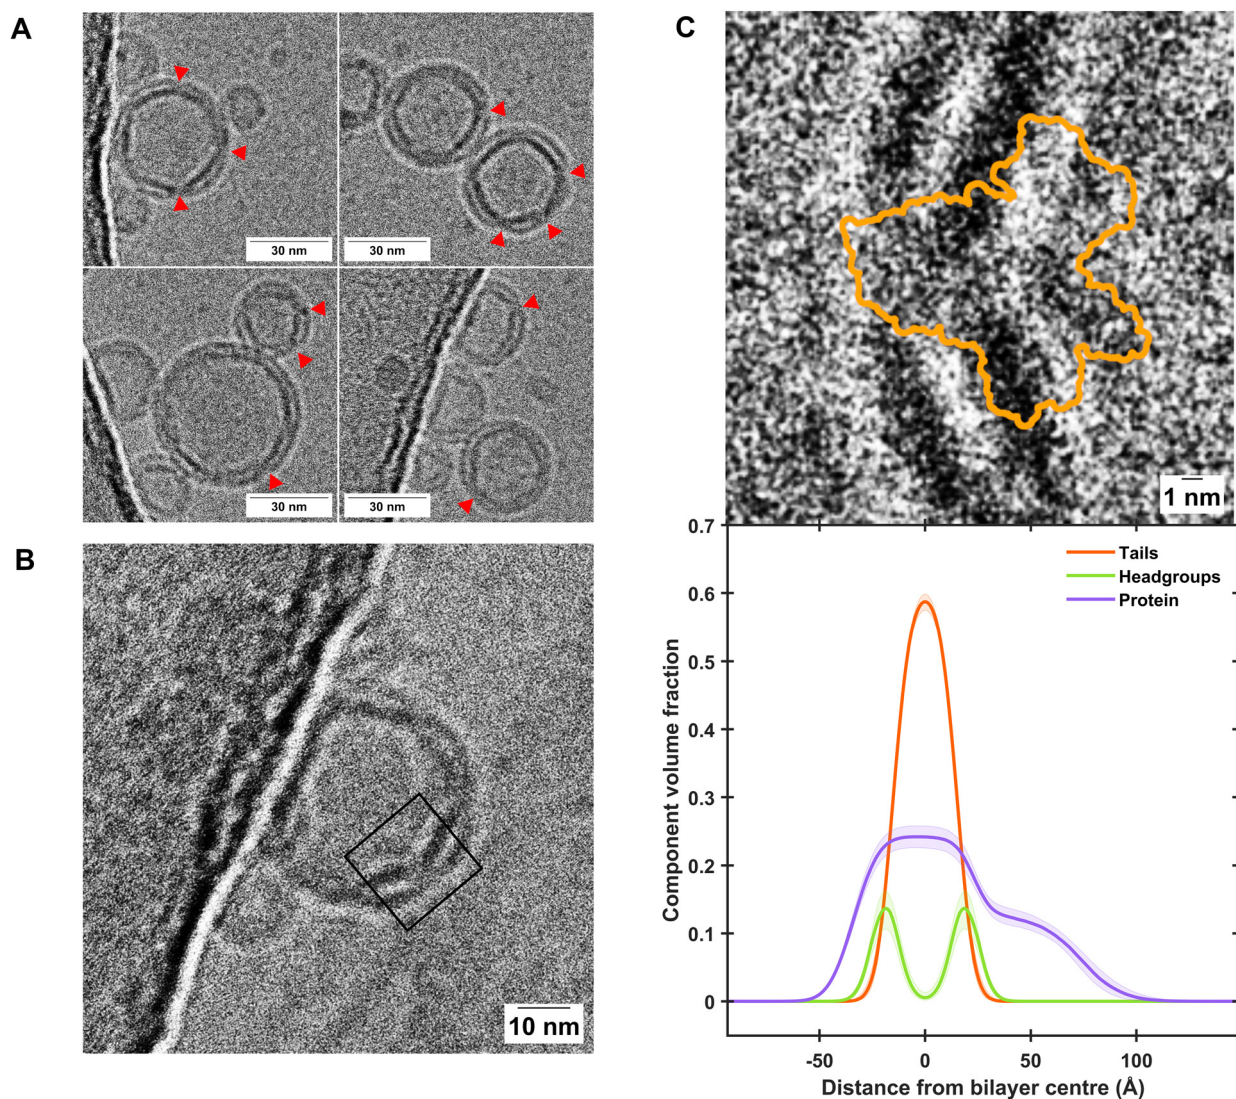 A
30 nm
30 nm
30 nm
30 nm
B
10 nm
C
1 nm
0.7
0.6
0.5
0.4
0.3
0.2
0.1
0
Component volume fraction
Tails
Headgroups
Protein
-50
0
50
100
Distance from bilayer centre (Å)